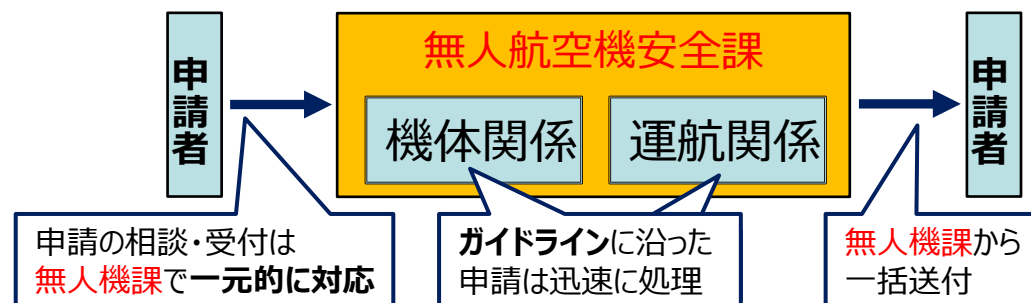 申請者
無人航空機安全課
機体関係
運航関係
申請者
申請の相談・受付は
無人機課で一元的に対応
ガイドラインに沿った
申請は迅速に処理
無人機課から
一括送付